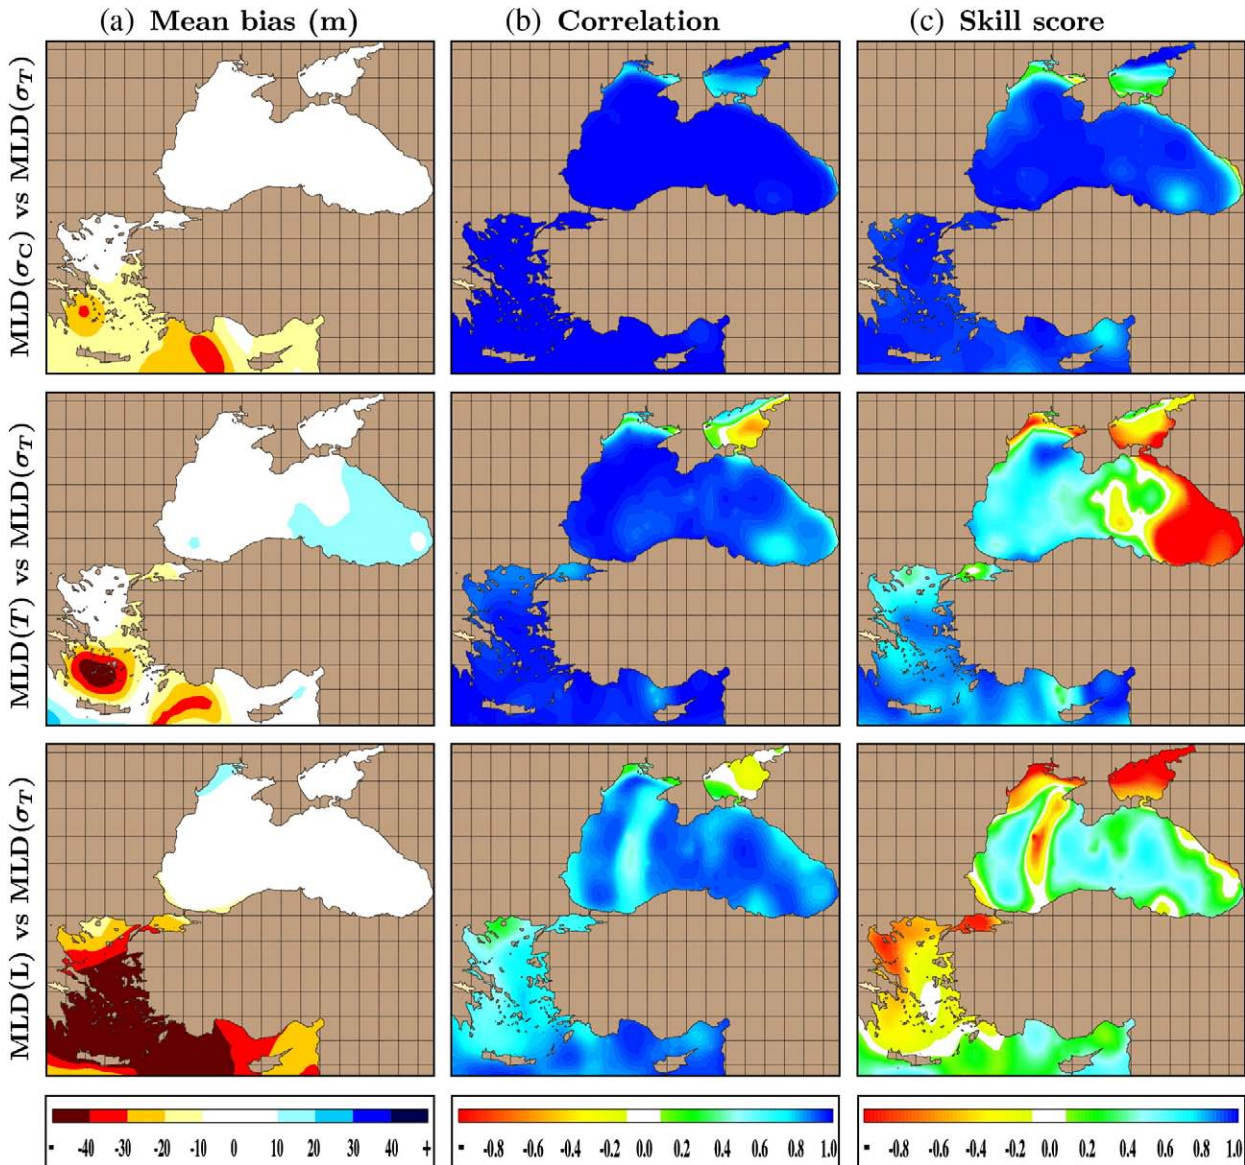 (a) Mean bias (m) (b) Correlation (c) Skill score
MLD(σC) vs MLD(σT)
MLD(T) vs MLD(σT)
MLD(L) vs MLD(σT)
- -40 -30 -20 -10 0 10 20 30 40 +
- -0.8 -0.6 -0.4 -0.2 0.0 0.2 0.4 0.6 0.8 1.0
- -0.8 -0.6 -0.4 -0.2 0.0 0.2 0.4 0.6 0.8 1.0